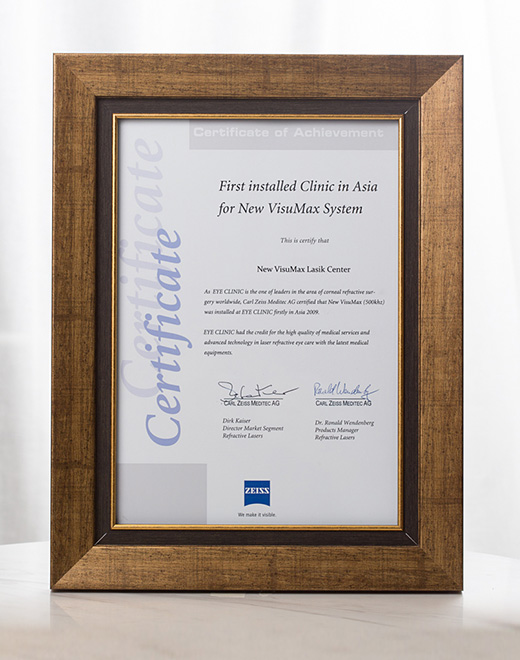 Certificate of Achievement
Certificate
Certificate
First installed Clinic in Asia
for New VisuMax System
This is certify that
New VisuMax Lasik Center
As EYE CLINIC is the one of leaders in the area of corneal refractive sur-
gery worldwide, Carl Zeiss Meditec AG certified that New VisuMax (500khz)
was installed at EYE CLINIC firstly in Asia 2009.
EYE CLINIC had the credit for the high quality of medical services and
advanced technology in laser refractive eye care with the latest medical
equipments.
CARL ZEISS MEDITEC AG
Dirk Kaiser
Director Market Segment
Refractive Lasers
Ronald Wendenberg
CARL ZEISS MEDITEC AG
Dr. Ronald Wendenberg
Products Manager
Refractive Lasers
ZEISS
We make it visible.